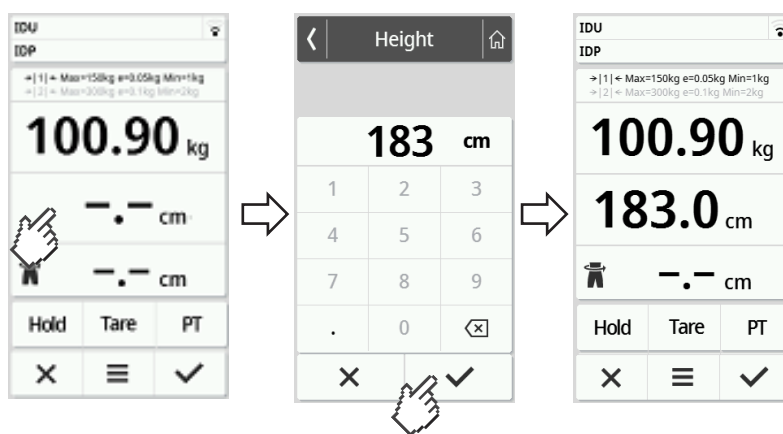 IDU
IDP
→|1|← Max=150kg e=0.05kg Min=1kg
→|2|← Max=300kg e=0.1kg Min=2kg
100.90 kg
–.– cm
–.– cm
Hold Tare PT
Height
183 cm
1 2 3
4 5 6
7 8 9
. 0
IDU
IDP
→|1|← Max=150kg e=0.05kg Min=1kg
→|2|← Max=300kg e=0.1kg Min=2kg
100.90 kg
183.0 cm
–.– cm
Hold Tare PT